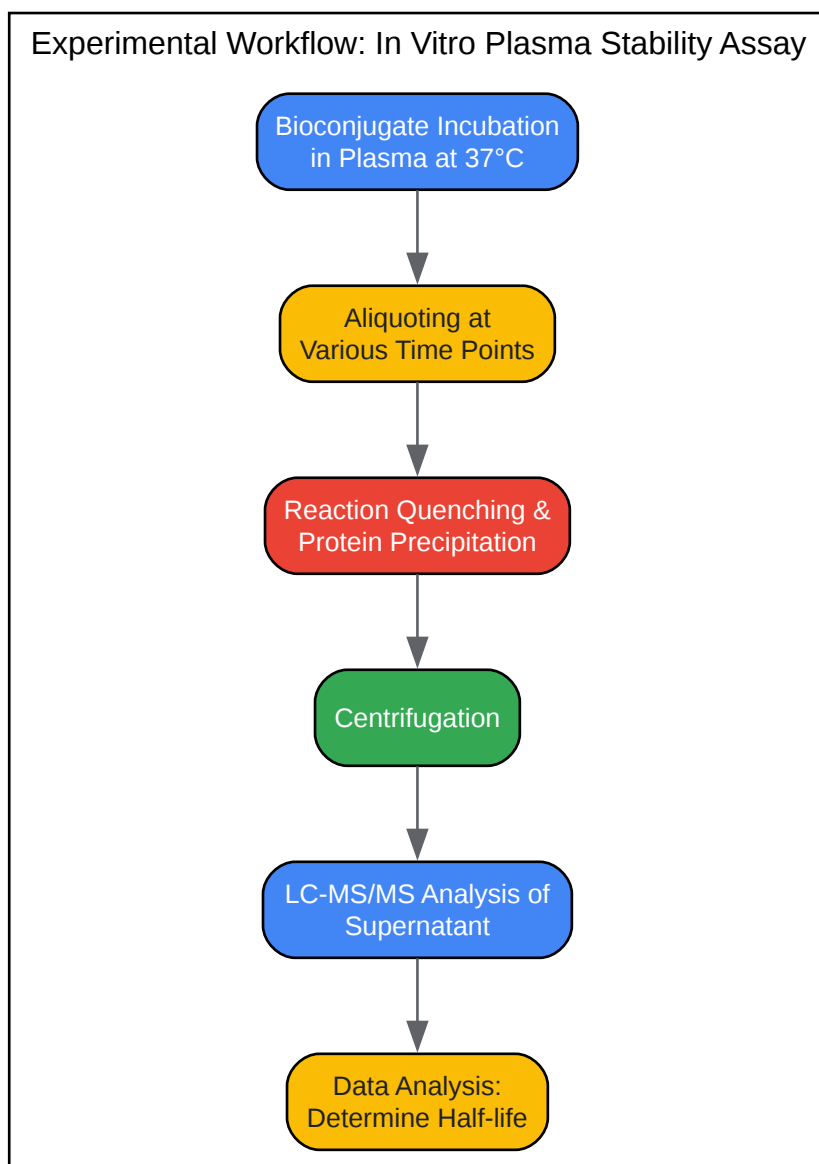 Experimental Workflow: In Vitro Plasma Stability Assay
Bioconjugate Incubation
in Plasma at 37°C
Aliquoting at
Various Time Points
Reaction Quenching &
Protein Precipitation
Centrifugation
LC-MS/MS Analysis of
Supernatant
Data Analysis:
Determine Half-life